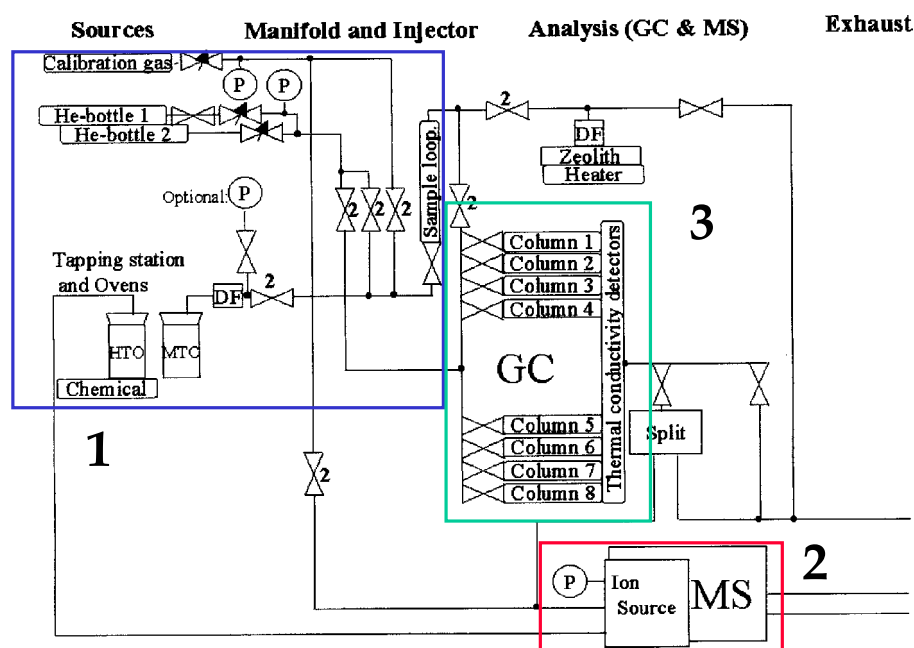 Sources Manifold and Injector Analysis (GC & MS) Exhaust
Calibration gas
P
P
He-bottle 1
He-bottle 2
2
DF
Zeolith
Heater
Sample loop.
Optional:
P
2
2
2
3
Column 1
Column 2
Column 3
Column 4
Thermal conductivity detectors
Tapping station
and Ovens
DF
2
HTO
MTC
Chemical
GC
1
Column 5
Column 6
Column 7
Column 8
Split
2
2
P
Ion
Source
MS